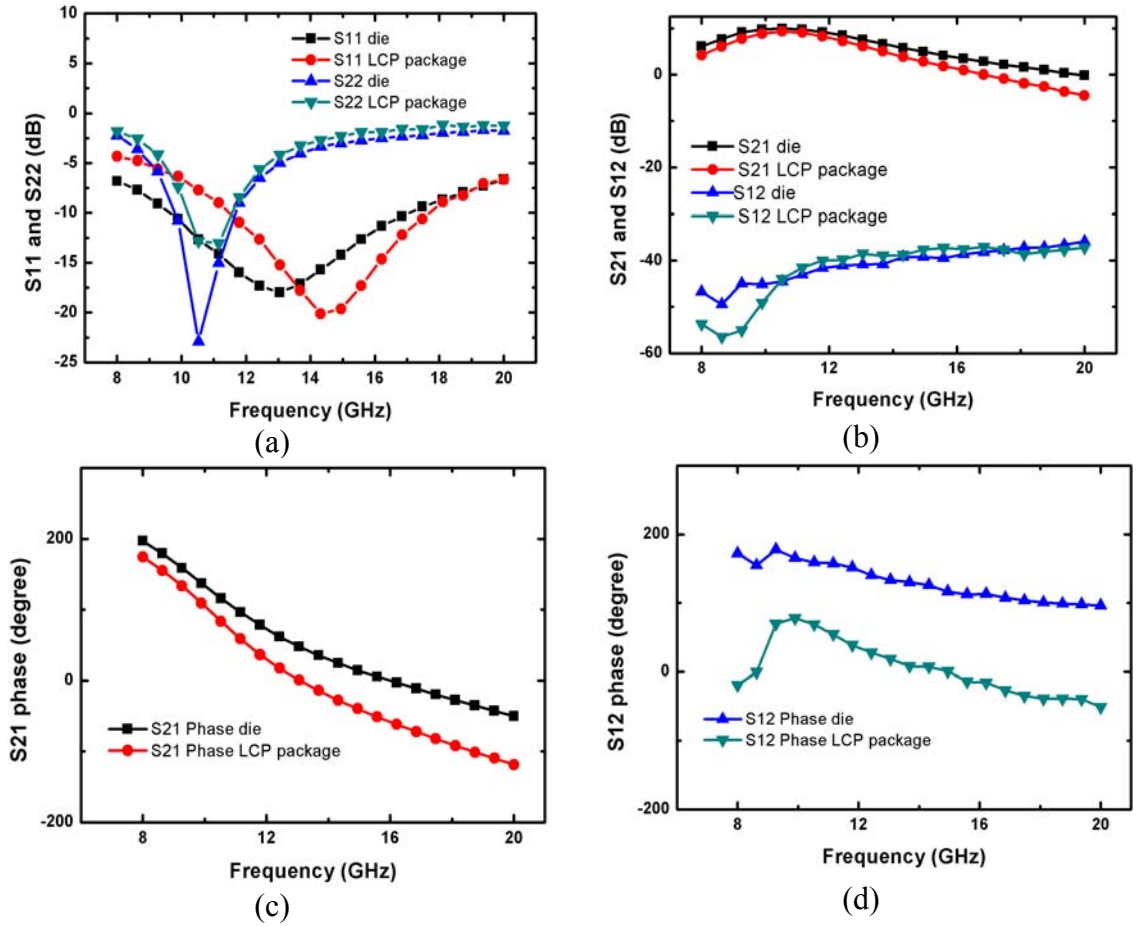 10
5
0
-5
-10
-15
-20
-25
S11 and S22 (dB)
S11 die
S11 LCP package
S22 die
S22 LCP package
8 10 12 14 16 18 20
Frequency (GHz)
(a)
0
-20
-40
-60
S21 and S12 (dB)
S21 die
S21 LCP package
S12 die
S12 LCP package
8 12 16 20
Frequency (GHz)
(b)
200
0
-200
S21 phase (degree)
S21 Phase die
S21 Phase LCP package
8 12 16 20
Frequency (GHz)
(c)
200
0
-200
S12 phase (degree)
S12 Phase die
S12 Phase LCP package
8 12 16 20
Frequency (GHz)
(d)